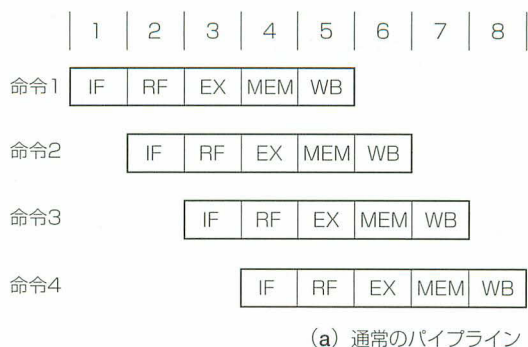 1 2 3 4 5 6 7 8
命令1 IF RF EX MEM WB
命令2 IF RF EX MEM WB
命令3 IF RF EX MEM WB
命令4 IF RF EX MEM WB
(a) 通常のパイプライン